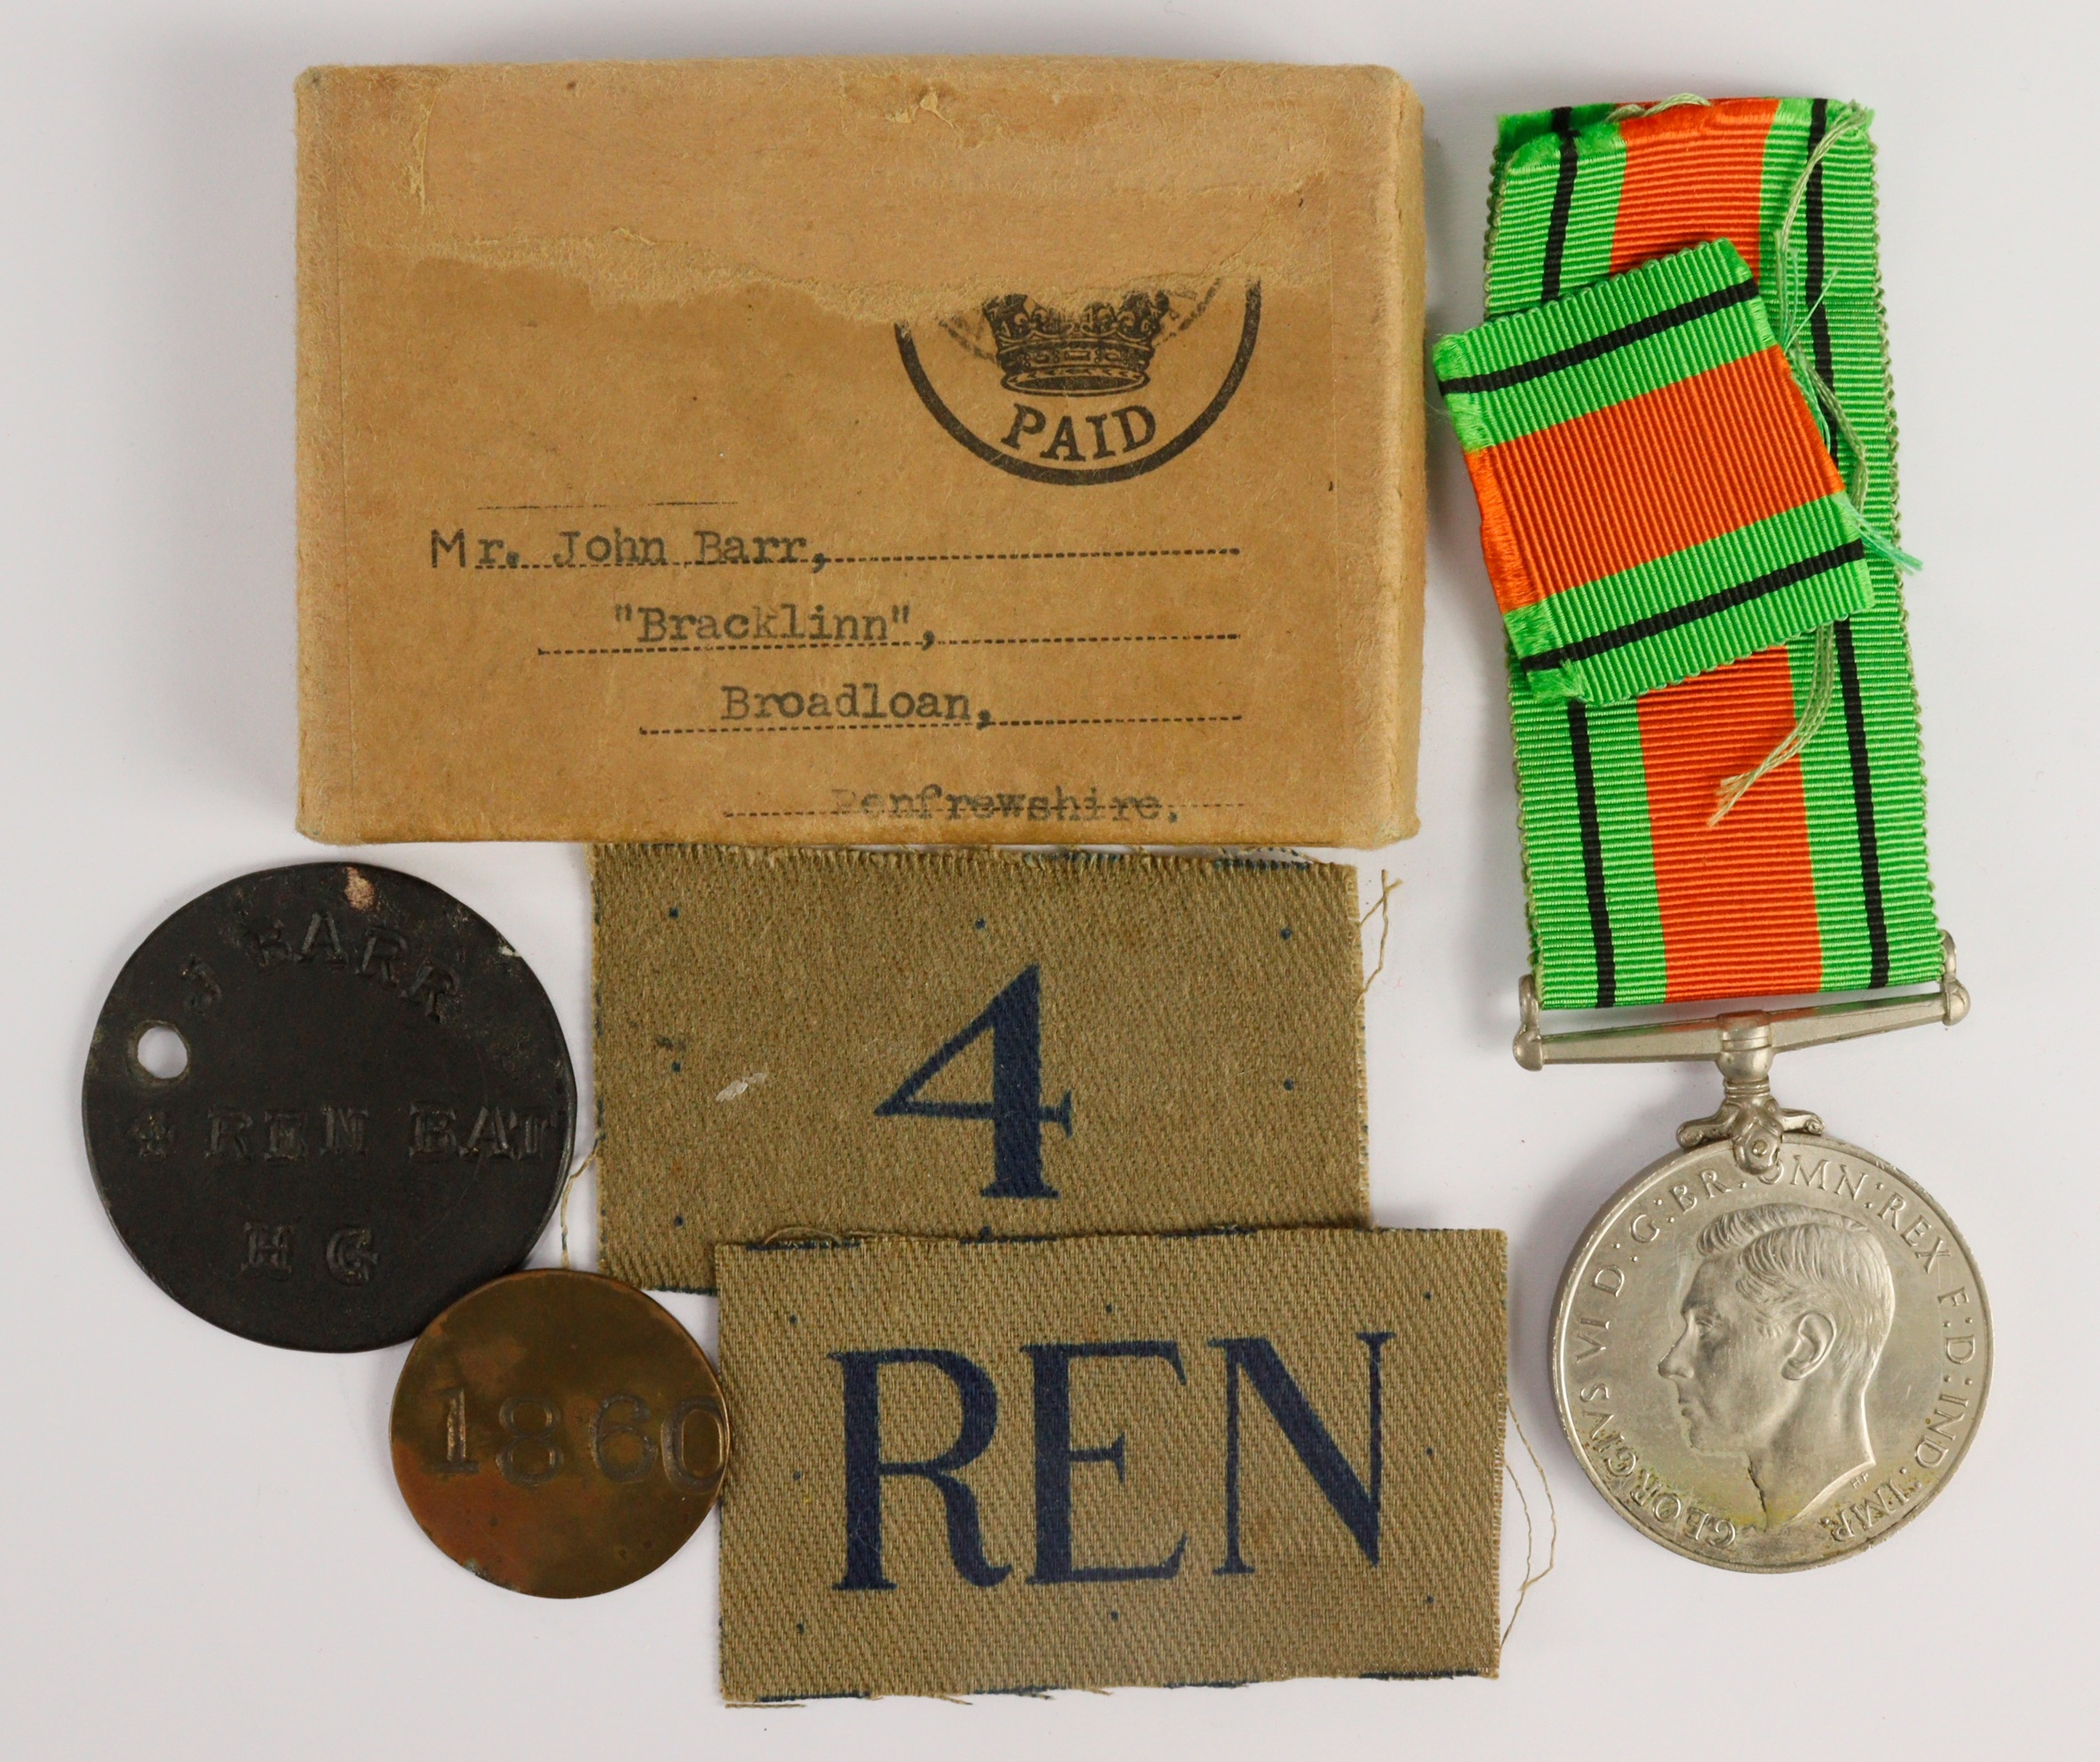 PAID
Mr. John Barr,
"Bracklinn",
Broadloan,
Renfrewshire,
J BARR
4 REN BAT
H G
1860
4
REN
GEORGIVS VI D:G:BR:OMN:REX F:D:IND:IMP.